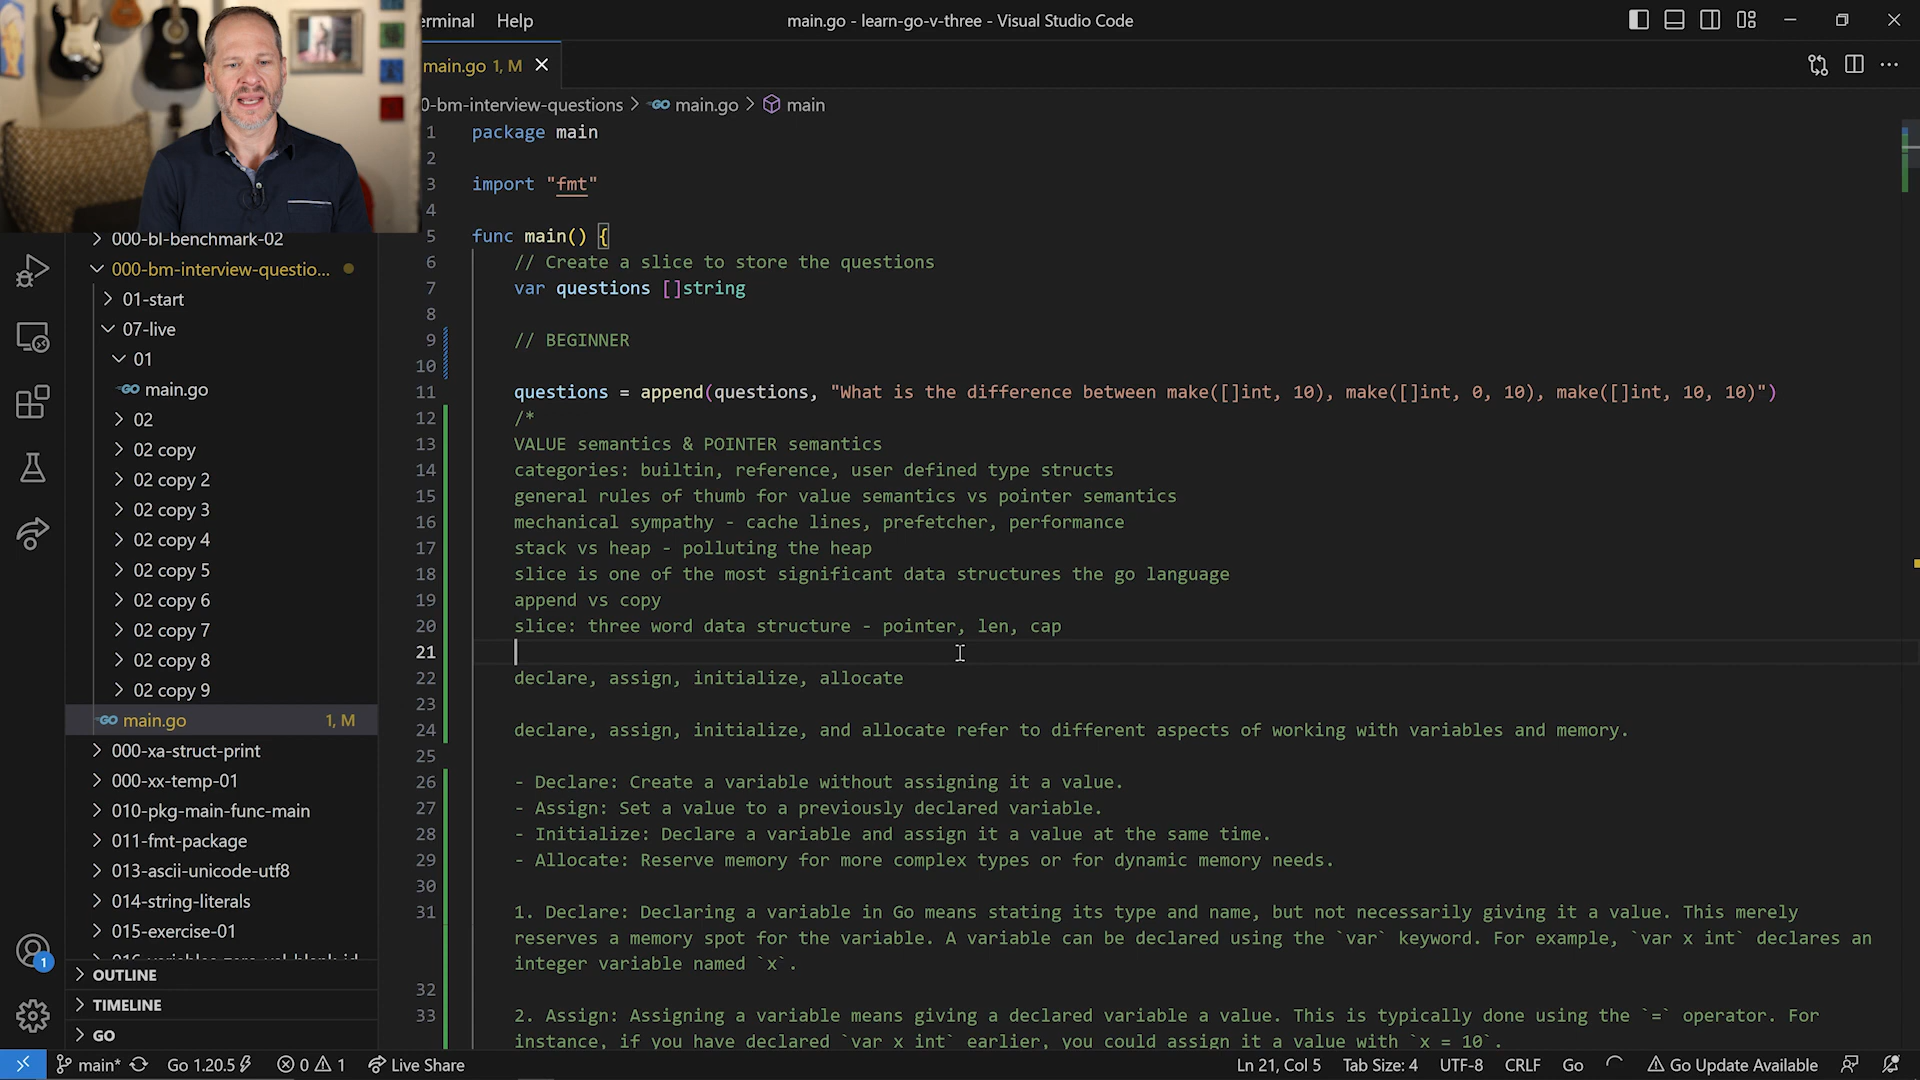 erminal Help
main.go - learn-go-v-three - Visual Studio Code
main.go 1, M
0-bm-interview-questions > main.go > main
000-bl-benchmark-02
000-bm-interview-questio...
01-start
07-live
01
main.go
02
02 copy
02 copy 2
02 copy 3
02 copy 4
02 copy 5
02 copy 6
02 copy 7
02 copy 8
02 copy 9
main.go 1, M
000-xa-struct-print
000-xx-temp-01
010-pkg-main-func-main
011-fmt-package
013-ascii-unicode-utf8
014-string-literals
015-exercise-01
OUTLINE
TIMELINE
GO
1 package main
2
3 import "fmt"
4
5 func main() {
6 // Create a slice to store the questions
7 var questions []string
8
9 // BEGINNER
10
11 questions = append(questions, "What is the difference between make([]int, 10), make([]int, 0, 10), make([]int, 10, 10)")
12 /*
13 VALUE semantics & POINTER semantics
14 categories: builtin, reference, user defined type structs
15 general rules of thumb for value semantics vs pointer semantics
16 mechanical sympathy - cache lines, prefetcher, performance
17 stack vs heap - polluting the heap
18 slice is one of the most significant data structures the go language
19 append vs copy
20 slice: three word data structure - pointer, len, cap
21
22 declare, assign, initialize, allocate
23
24 declare, assign, initialize, and allocate refer to different aspects of working with variables and memory.
25
26 - Declare: Create a variable without assigning it a value.
27 - Assign: Set a value to a previously declared variable.
28 - Initialize: Declare a variable and assign it a value at the same time.
29 - Allocate: Reserve memory for more complex types or for dynamic memory needs.
30
31 1. Declare: Declaring a variable in Go means stating its type and name, but not necessarily giving it a value. This merely
reserves a memory spot for the variable. A variable can be declared using the `var` keyword. For example, `var x int` declares an
integer variable named `x`.
32
33 2. Assign: Assigning a variable means giving a declared variable a value. This is typically done using the `=` operator. For
instance, if you have declared `var x int` earlier, you could assign it a value with `x = 10`.
1
main* Go 1.20.5 0 1 Live Share Ln 21, Col 5 Tab Size: 4 UTF-8 CRLF Go Go Update Available